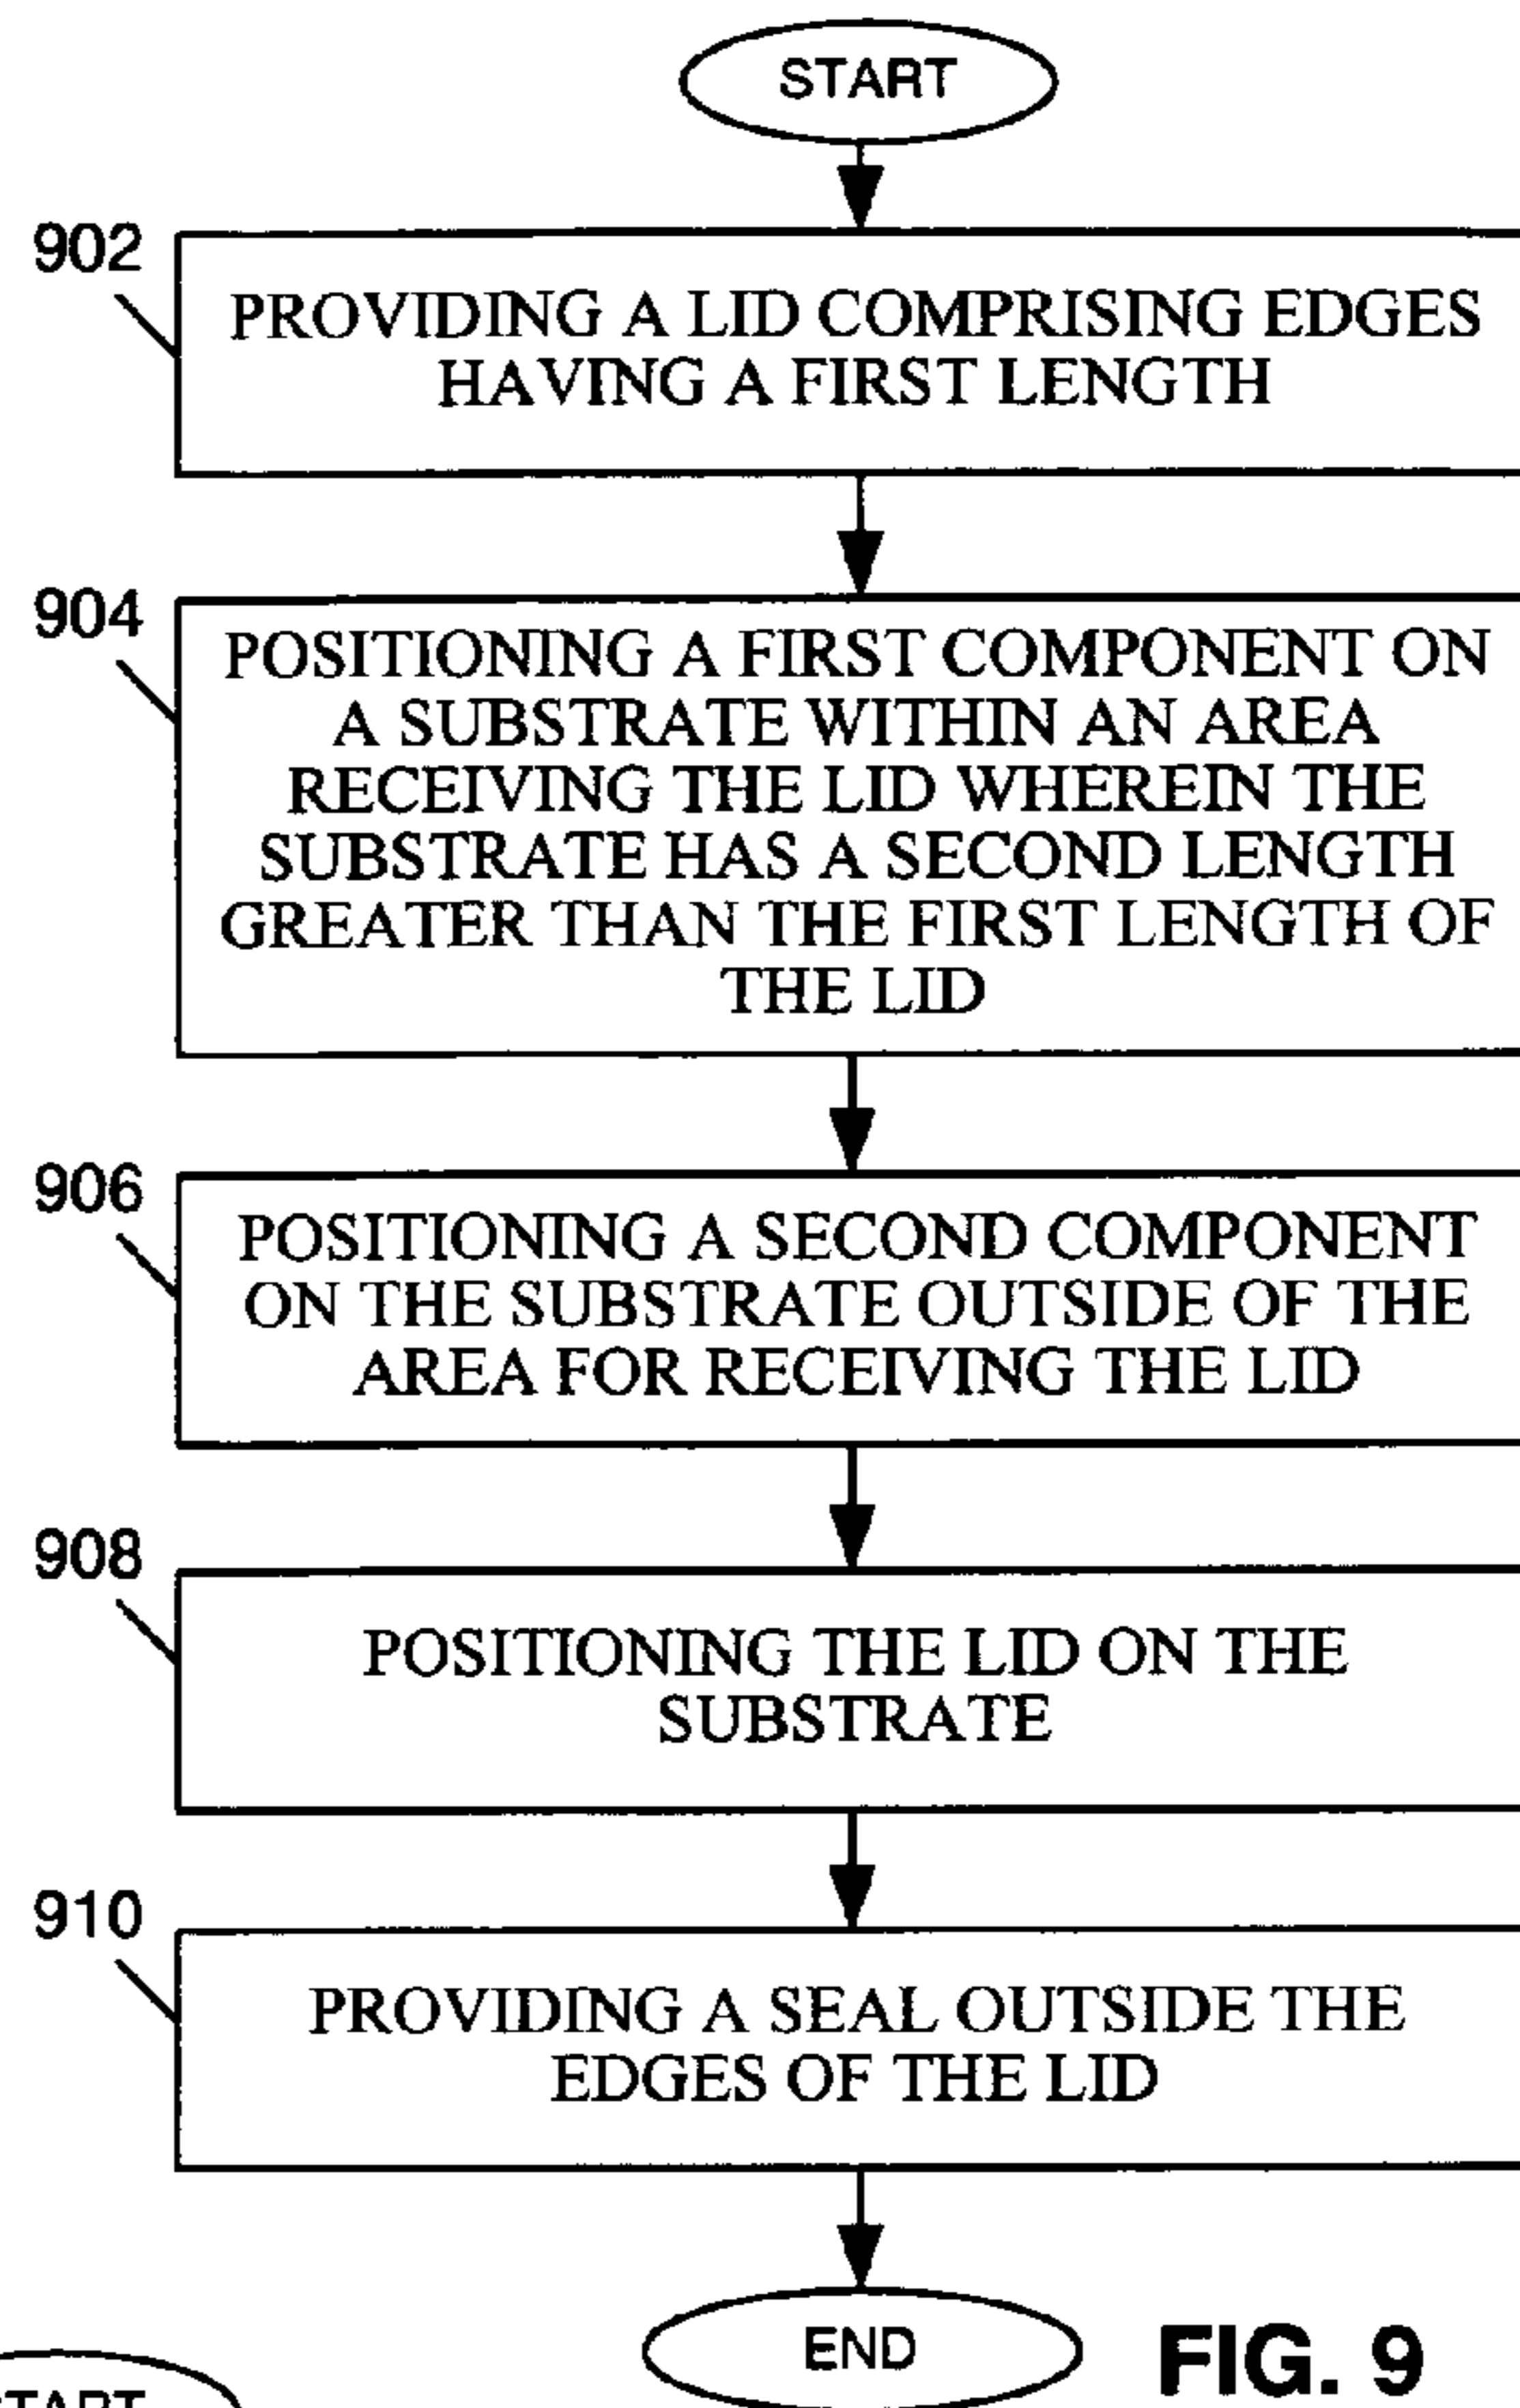 START
902
PROVIDING A LID COMPRISING EDGES
HAVING A FIRST LENGTH
904
POSITIONING A FIRST COMPONENT ON
A SUBSTRATE WITHIN AN AREA
RECEIVING THE LID WHEREIN THE
SUBSTRATE HAS A SECOND LENGTH
GREATER THAN THE FIRST LENGTH OF
THE LID
906
POSITIONING A SECOND COMPONENT
ON THE SUBSTRATE OUTSIDE OF THE
AREA FOR RECEIVING THE LID
908
POSITIONING THE LID ON THE
SUBSTRATE
910
PROVIDING A SEAL OUTSIDE THE
EDGES OF THE LID
END
FIG. 9